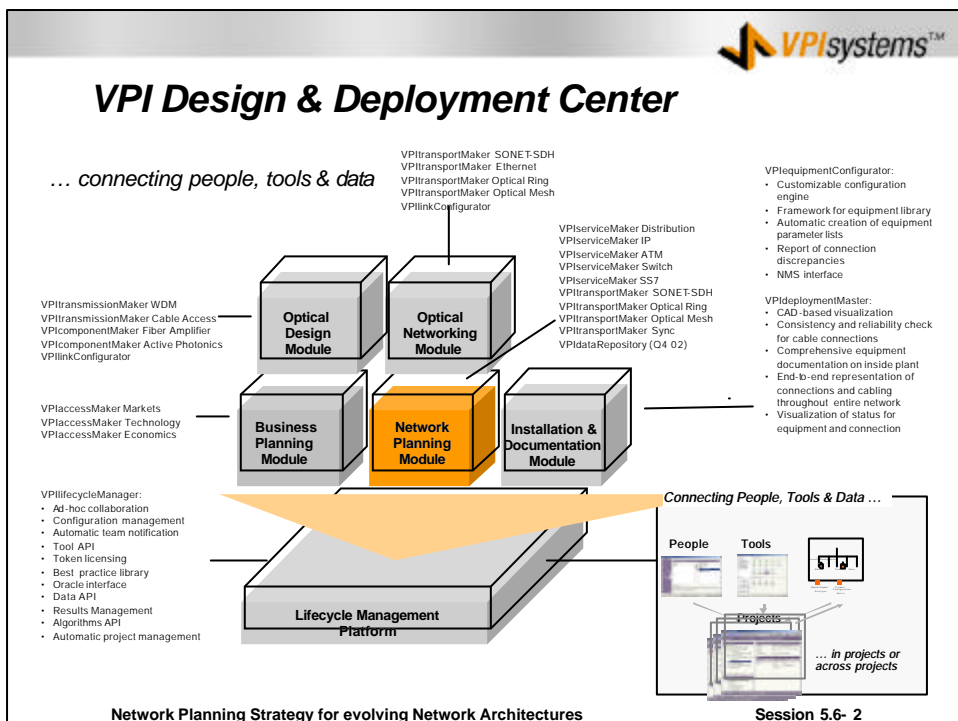 VPIsystems™
VPI Design & Deployment Center
… connecting people, tools & data
VPItransportMaker SONET-SDH
VPItransportMaker Ethernet
VPItransportMaker Optical Ring
VPItransportMaker Optical Mesh
VPIlinkConfigurator
VPIserviceMaker Distribution
VPIserviceMaker IP
VPIserviceMaker ATM
VPIserviceMaker Switch
VPIserviceMaker SS7
VPItransportMaker SONET-SDH
VPItransportMaker Optical Ring
VPItransportMaker Optical Mesh
VPItransportMaker Sync
VPIdataRepository (Q4 02)
VPIequipmentConfigurator:
• Customizable configuration
engine
• Framework for equipment library
• Automatic creation of equipment
parameter lists
• Report of connection
discrepancies
• NMS interface
VPIdeploymentMaster:
• CAD-based visualization
• Consistency and reliability check
for cable connections
• Comprehensive equipment
documentation on inside plant
• End-to-end representation of
connections and cabling
throughout entire network
• Visualization of status for
equipment and connection
VPItransmissionMaker WDM
VPItransmissionMaker Cable Access
VPIcomponentMaker Fiber Amplifier
VPIcomponentMaker Active Photonics
VPIlinkConfigurator
Optical
Design
Module
Optical
Networking
Module
VPIaccessMaker Markets
VPIaccessMaker Technology
VPIaccessMaker Economics
Business
Planning
Module
Network
Planning
Module
Installation &
Documentation
Module
VPIlifecycleManager:
• Ad-hoc collaboration
• Configuration management
• Automatic team notification
• Tool API
• Token licensing
• Best practice library
• Oracle interface
• Data API
• Results Management
• Algorithms API
• Automatic project management
Lifecycle Management
Platform
Connecting People, Tools & Data …
People
Tools
Projects
… in projects or
across projects
Network Planning Strategy for evolving Network Architectures
Session 5.6- 2